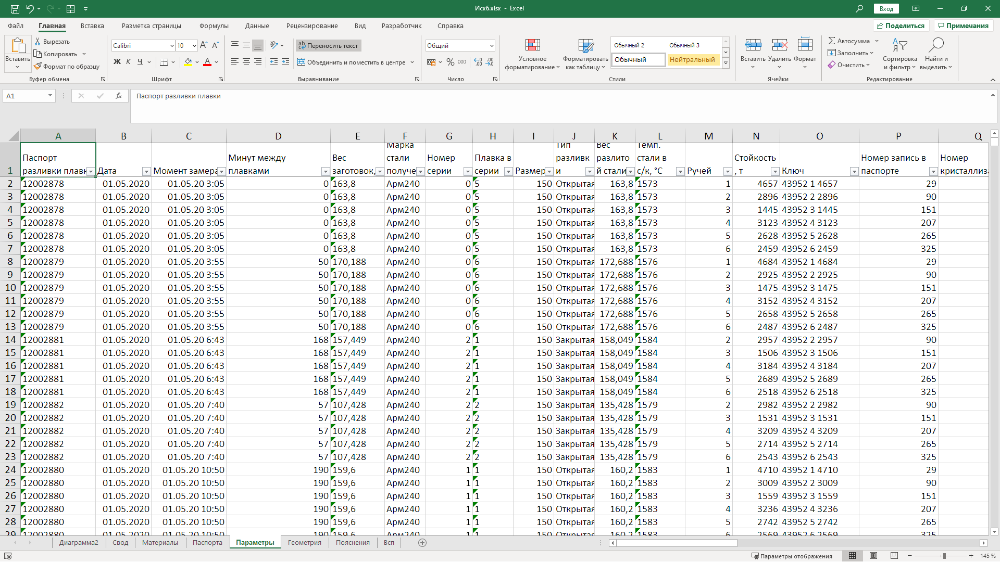 Исх6.xlsx - Excel
Вход
Файл Главная Вставка Разметка страницы Формулы Данные Рецензирование Вид Разработчик Справка Поделиться Примечания
Вставить
Вырезать
Копировать
Формат по образцу
Буфер обмена
Calibri 10
Ж К Ч
Шрифт
Переносить текст
Объединить и поместить в центре
Выравнивание
Общий
% 000
Число
Условное форматирование
Форматировать как таблицу
Обычный 2 Обычный 3
Обычный Нейтральный
Стили
Вставить Удалить Формат
Ячейки
Автосумма
Заполнить
Очистить
Сортировка и фильтр
Найти и выделить
Редактирование
A1 Паспорт разливки плавки
A B C D E F G H I J K L M N O P Q
1 Паспорт разливки плавк Дата Момент замера Минут между плавками Вес заготовок, Марка стали получе Номер серии Плавка в серии Размер Тип разливки Вес разлитой стали Темп. стали в с/к, °C Ручей Стойкость, т Ключ Номер запись в паспорте Номер кристаллиза
2 12002878 01.05.2020 01.05.20 3:05 0 163,8 Арм240 0 5 150 Открытая 163,8 1573 1 4657 43952 1 4657 29
3 12002878 01.05.2020 01.05.20 3:05 0 163,8 Арм240 0 5 150 Открытая 163,8 1573 2 2896 43952 2 2896 90
4 12002878 01.05.2020 01.05.20 3:05 0 163,8 Арм240 0 5 150 Открытая 163,8 1573 3 1445 43952 3 1445 151
5 12002878 01.05.2020 01.05.20 3:05 0 163,8 Арм240 0 5 150 Открытая 163,8 1573 4 3123 43952 4 3123 207
6 12002878 01.05.2020 01.05.20 3:05 0 163,8 Арм240 0 5 150 Открытая 163,8 1573 5 2628 43952 5 2628 265
7 12002878 01.05.2020 01.05.20 3:05 0 163,8 Арм240 0 5 150 Открытая 163,8 1573 6 2459 43952 6 2459 325
8 12002879 01.05.2020 01.05.20 3:55 50 170,188 Арм240 0 6 150 Открытая 172,688 1576 1 4684 43952 1 4684 29
9 12002879 01.05.2020 01.05.20 3:55 50 170,188 Арм240 0 6 150 Открытая 172,688 1576 2 2925 43952 2 2925 90
10 12002879 01.05.2020 01.05.20 3:55 50 170,188 Арм240 0 6 150 Открытая 172,688 1576 3 1475 43952 3 1475 151
11 12002879 01.05.2020 01.05.20 3:55 50 170,188 Арм240 0 6 150 Открытая 172,688 1576 4 3152 43952 4 3152 207
12 12002879 01.05.2020 01.05.20 3:55 50 170,188 Арм240 0 6 150 Открытая 172,688 1576 5 2658 43952 5 2658 265
13 12002879 01.05.2020 01.05.20 3:55 50 170,188 Арм240 0 6 150 Открытая 172,688 1576 6 2487 43952 6 2487 325
14 12002881 01.05.2020 01.05.20 6:43 168 157,449 Арм240 2 1 150 Закрытая 158,049 1584 2 2957 43952 2 2957 90
15 12002881 01.05.2020 01.05.20 6:43 168 157,449 Арм240 2 1 150 Закрытая 158,049 1584 3 1506 43952 3 1506 151
16 12002881 01.05.2020 01.05.20 6:43 168 157,449 Арм240 2 1 150 Закрытая 158,049 1584 4 3184 43952 4 3184 207
17 12002881 01.05.2020 01.05.20 6:43 168 157,449 Арм240 2 1 150 Закрытая 158,049 1584 5 2689 43952 5 2689 265
18 12002881 01.05.2020 01.05.20 6:43 168 157,449 Арм240 2 1 150 Закрытая 158,049 1584 6 2518 43952 6 2518 325
19 12002882 01.05.2020 01.05.20 7:40 57 107,428 Арм240 2 2 150 Закрытая 135,428 1579 2 2982 43952 2 2982 90
20 12002882 01.05.2020 01.05.20 7:40 57 107,428 Арм240 2 2 150 Закрытая 135,428 1579 3 1531 43952 3 1531 151
21 12002882 01.05.2020 01.05.20 7:40 57 107,428 Арм240 2 2 150 Закрытая 135,428 1579 4 3209 43952 4 3209 207
22 12002882 01.05.2020 01.05.20 7:40 57 107,428 Арм240 2 2 150 Закрытая 135,428 1579 5 2714 43952 5 2714 265
23 12002882 01.05.2020 01.05.20 7:40 57 107,428 Арм240 2 2 150 Закрытая 135,428 1579 6 2543 43952 6 2543 325
24 12002880 01.05.2020 01.05.20 10:50 190 159,6 Арм240 1 1 150 Открытая 160,2 1583 1 4710 43952 1 4710 29
25 12002880 01.05.2020 01.05.20 10:50 190 159,6 Арм240 1 1 150 Открытая 160,2 1583 2 3009 43952 2 3009 90
26 12002880 01.05.2020 01.05.20 10:50 190 159,6 Арм240 1 1 150 Открытая 160,2 1583 3 1559 43952 3 1559 151
27 12002880 01.05.2020 01.05.20 10:50 190 159,6 Арм240 1 1 150 Открытая 160,2 1583 4 3236 43952 4 3236 207
28 12002880 01.05.2020 01.05.20 10:50 190 159,6 Арм240 1 1 150 Открытая 160,2 1583 5 2742 43952 5 2742 265
29 12002880 01.05.2020 01.05.20 10:50 190 159,6 Арм240 1 1 150 Открытая 160,2 1583 6 2569 43952 6 2569 325
Диаграмма2 Свод Материалы Паспорта Параметры Геометрия Пояснения Всп
Параметры отображения 145 %